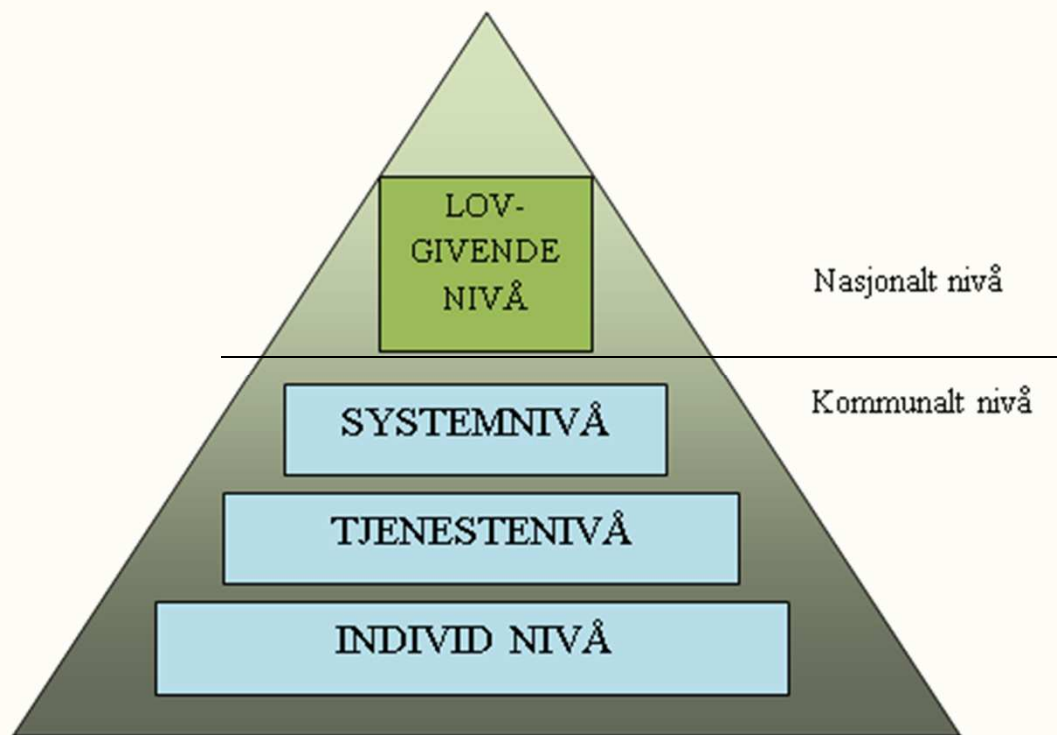 LOV-
GIVENDE
NIVÅ
Nasjonalt nivå
Kommunalt nivå
SYSTEMNIVÅ
TJENESTENIVÅ
INDIVID NIVÅ